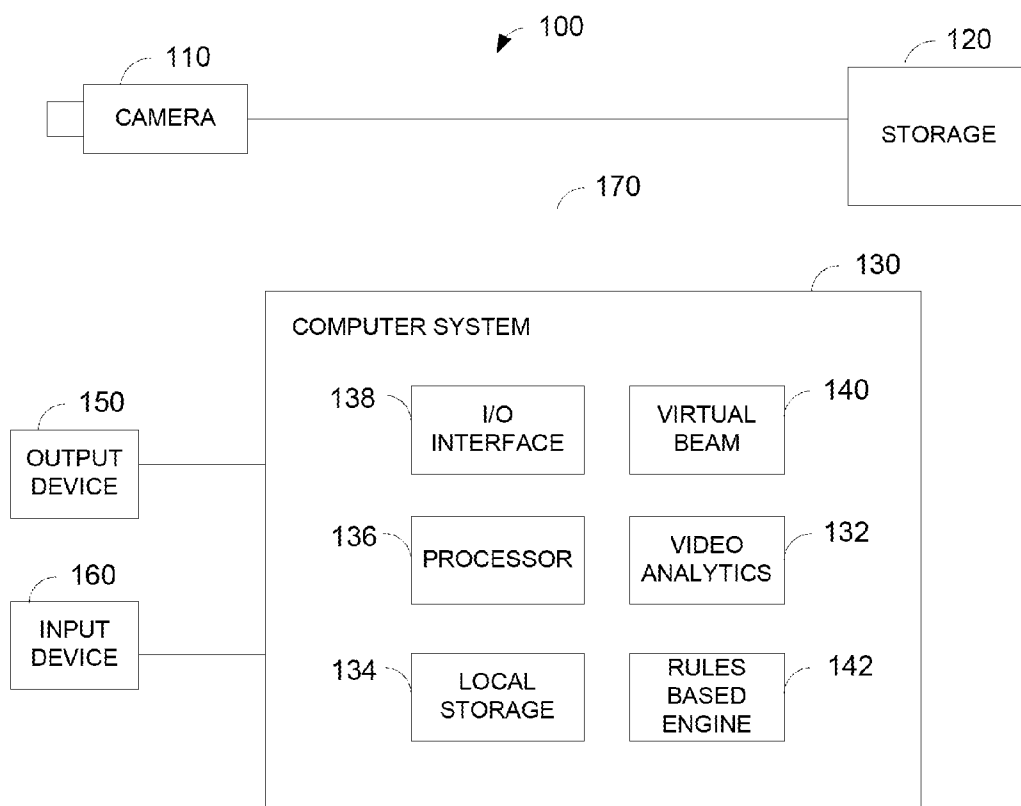 100
110
120
CAMERA
STORAGE
170
130
COMPUTER SYSTEM
138
I/O
INTERFACE
VIRTUAL
BEAM
140
150
OUTPUT
DEVICE
136
PROCESSOR
VIDEO
ANALYTICS
132
160
INPUT
DEVICE
134
LOCAL
STORAGE
RULES
BASED
ENGINE
142